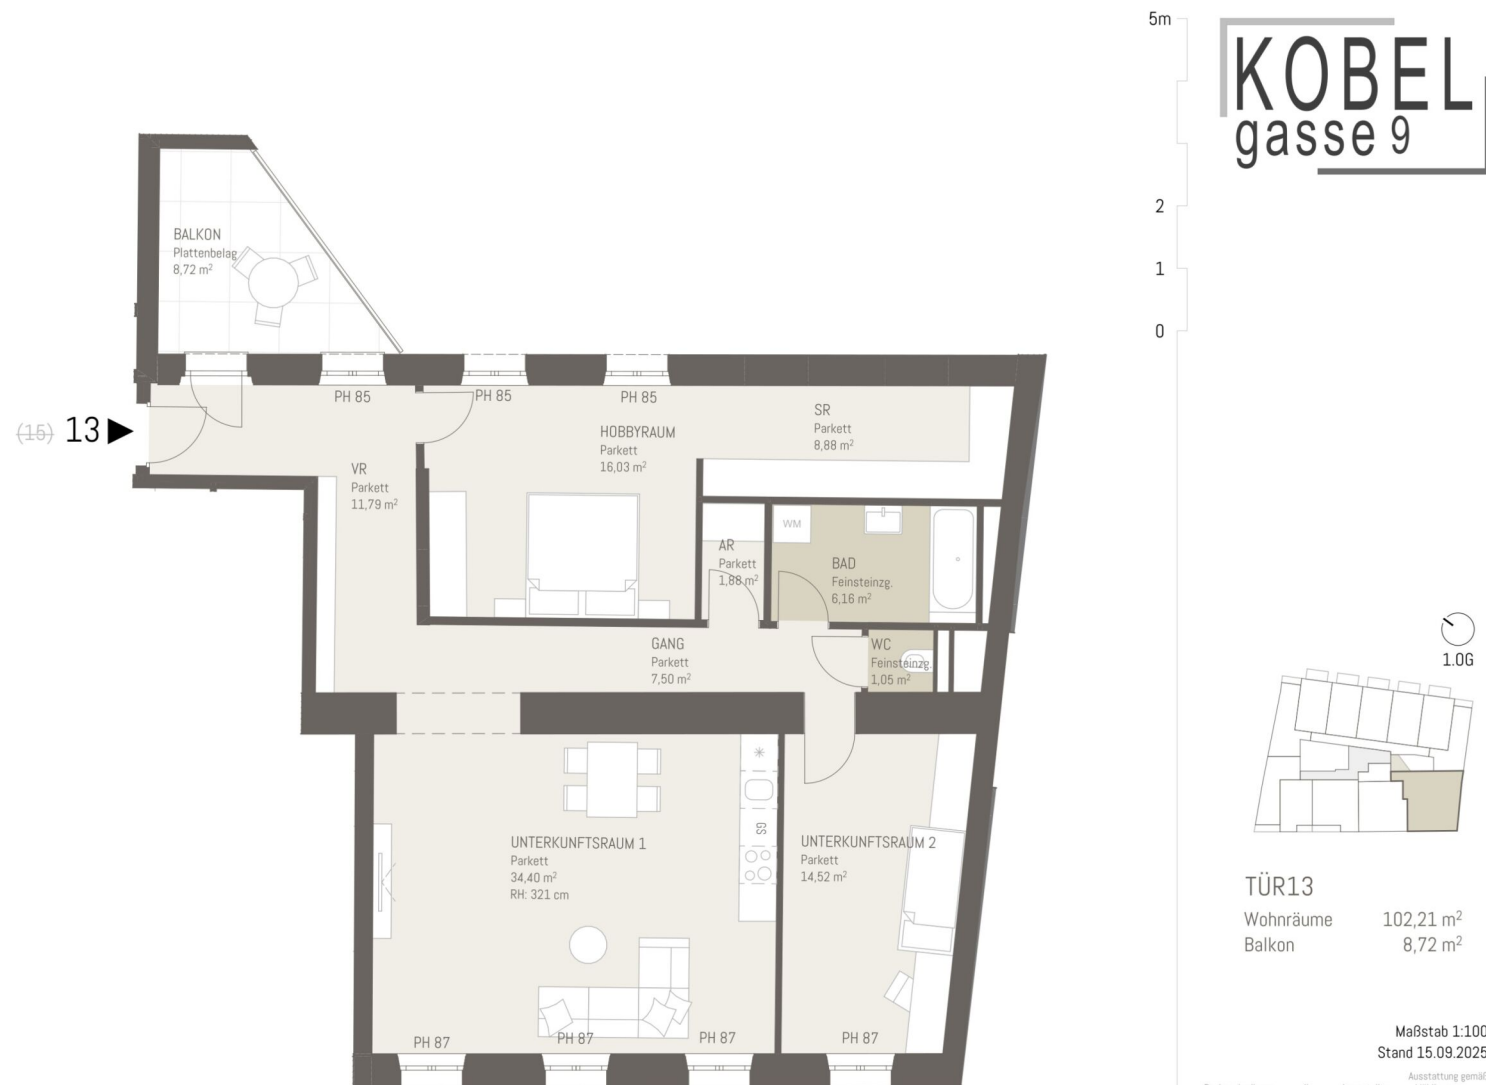 5m
KOBEL
gasse 9
2
1
0
BALKON
Plattenbelag
8,72 m²
(15) 13
PH 85
PH 85
PH 85
SR
Parkett
8,88 m²
HOBBYRAUM
Parkett
16,03 m²
VR
Parkett
11,79 m²
WM
AR
Parkett
1,88 m²
BAD
Feinsteinzg.
6,16 m²
GANG
Parkett
7,50 m²
WC
Feinsteinzg.
1,05 m²
1.OG
GS
UNTERKUNFTSRAUM 1
Parkett
34,40 m²
RH: 321 cm
UNTERKUNFTSRAUM 2
Parkett
14,52 m²
TÜR13
Wohnräume 102,21 m²
Balkon 8,72 m²
PH 87
PH 87
PH 87
PH 87
Maßstab 1:100
Stand 15.09.2025
Ausstattung gemäß